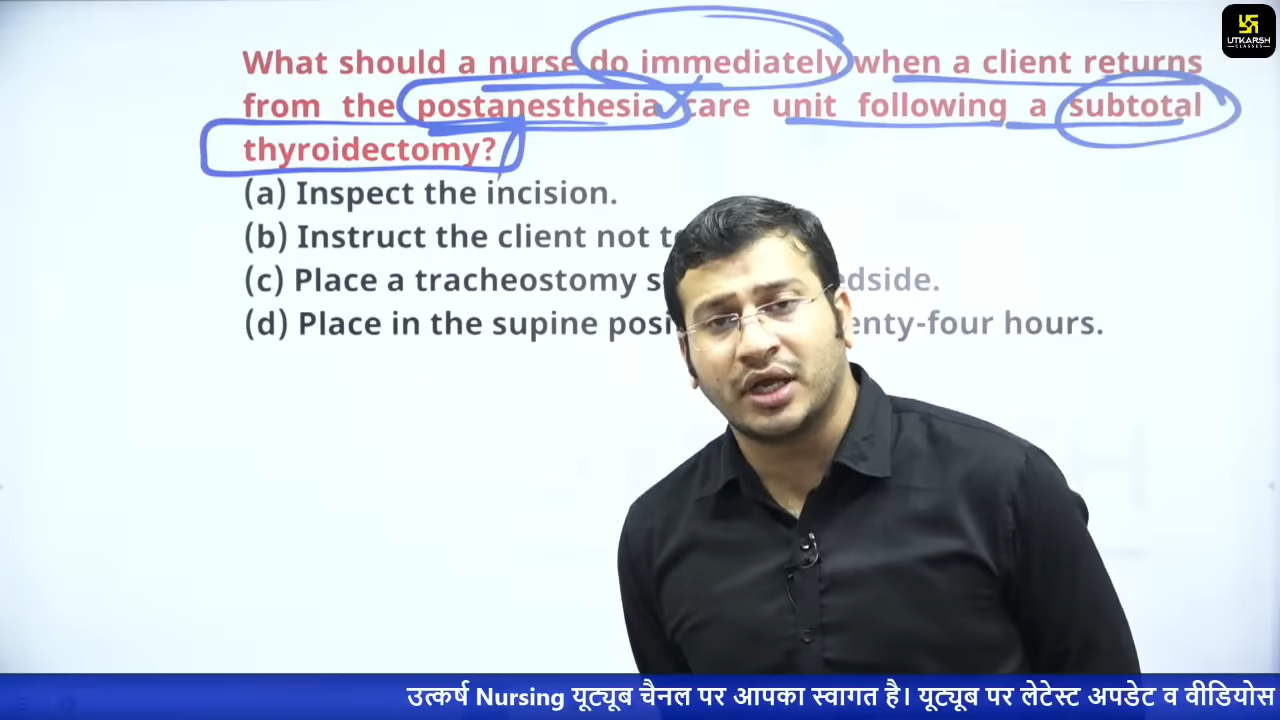 UTKARSH
CLASSES
What should a nurse do immediately when a client returns
from the postanesthesia care unit following a subtotal
thyroidectomy?
(a) Inspect the incision.
(b) Instruct the client not
(c) Place a tracheostomy
(d) Place in the supine enty-four hours.
उत्कर्ष Nursing यूट्यूब चैनल पर आपका स्वागत है। यूट्यूब पर लेटेस्ट अपडेट व वीडियोस